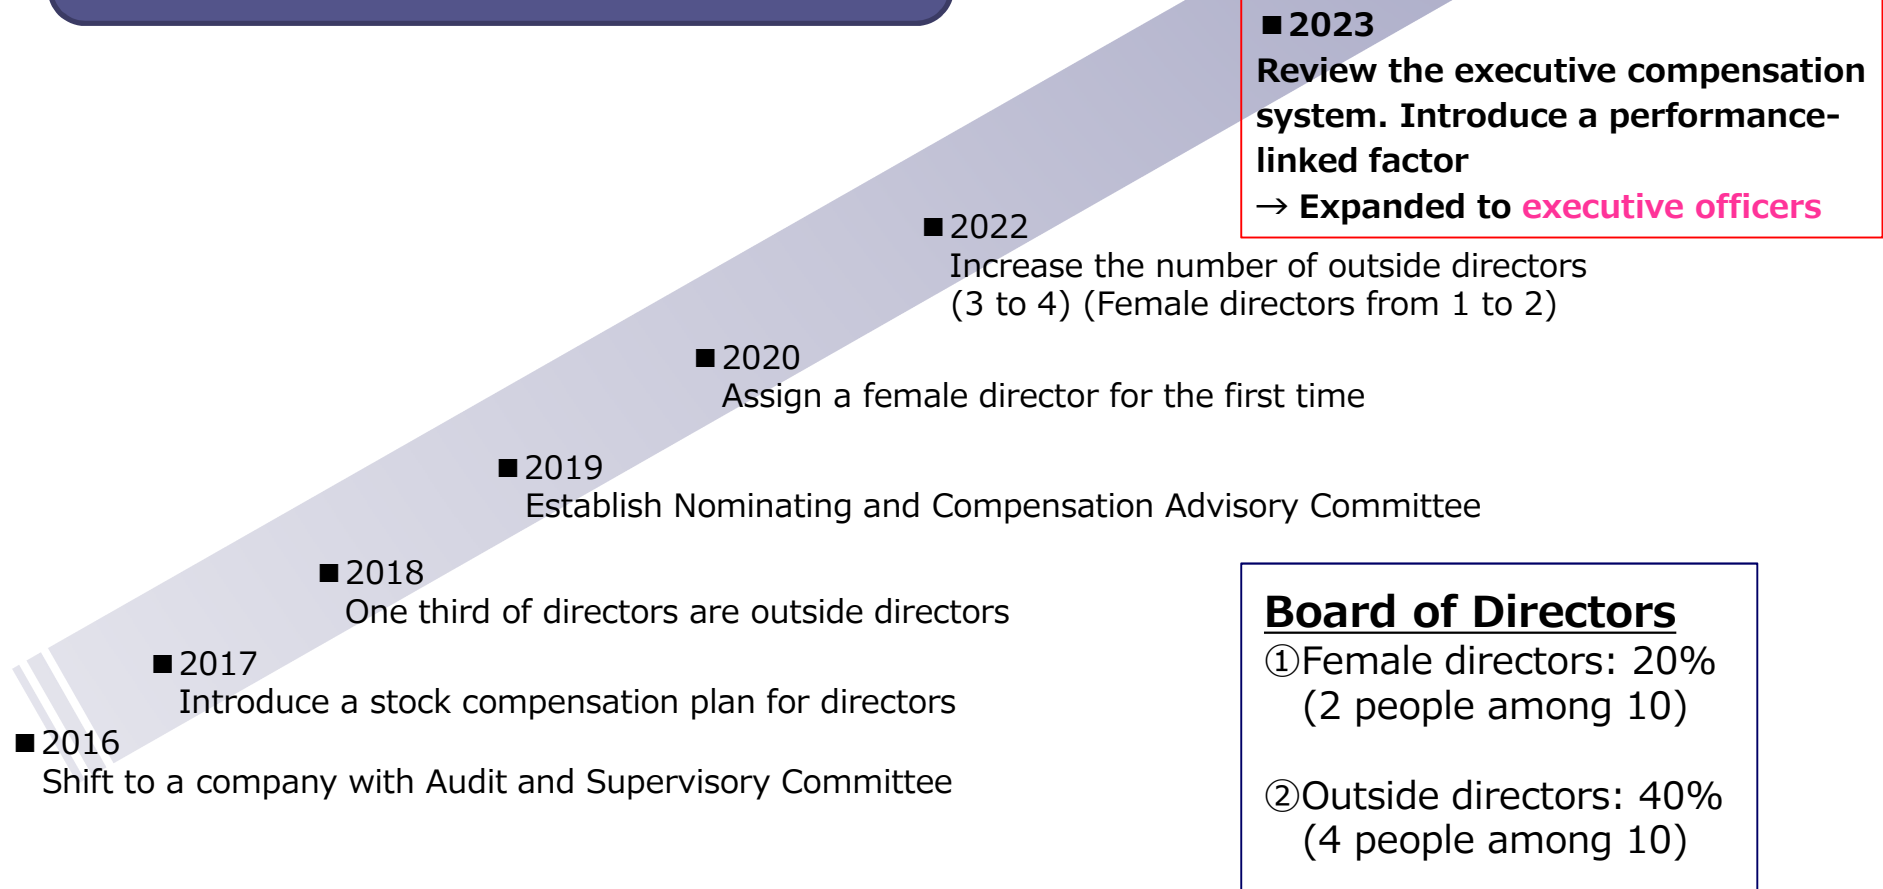 ■2023
Review the executive compensation
system. Introduce a performance-
linked factor
→ Expanded to executive officers
■2022
Increase the number of outside directors
(3 to 4) (Female directors from 1 to 2)
■2020
Assign a female director for the first time
■2019
Establish Nominating and Compensation Advisory Committee
■2018
One third of directors are outside directors
■2017
Introduce a stock compensation plan for directors
■2016
Shift to a company with Audit and Supervisory Committee
Board of Directors
①Female directors: 20%
(2 people among 10)
②Outside directors: 40%
(4 people among 10)